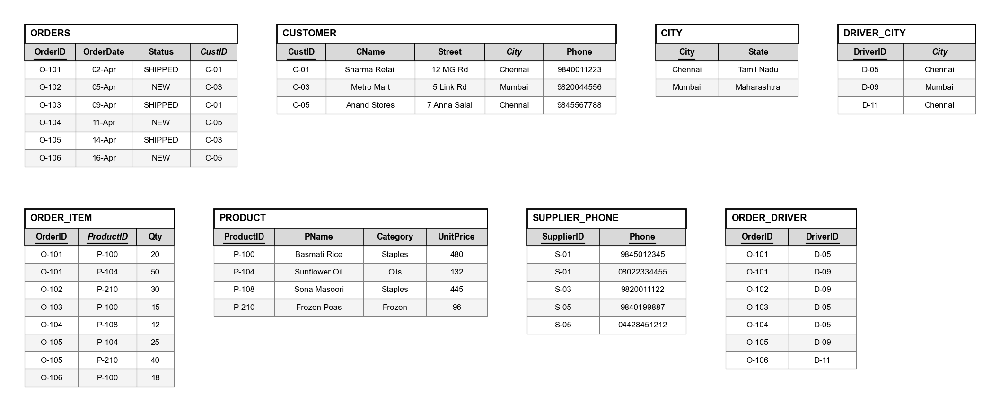 ORDERS
OrderID OrderDate Status CustID
O-101 02-Apr SHIPPED C-01
O-102 05-Apr NEW C-03
O-103 09-Apr SHIPPED C-01
O-104 11-Apr NEW C-05
O-105 14-Apr SHIPPED C-03
O-106 16-Apr NEW C-05
CUSTOMER
CustID CName Street City Phone
C-01 Sharma Retail 12 MG Rd Chennai 9840011223
C-03 Metro Mart 5 Link Rd Mumbai 9820044556
C-05 Anand Stores 7 Anna Salai Chennai 9845567788
CITY
City State
Chennai Tamil Nadu
Mumbai Maharashtra
DRIVER_CITY
DriverID City
D-05 Chennai
D-09 Mumbai
D-11 Chennai
ORDER_ITEM
OrderID ProductID Qty
O-101 P-100 20
O-101 P-104 50
O-102 P-210 30
O-103 P-100 15
O-104 P-108 12
O-105 P-104 25
O-105 P-210 40
O-106 P-100 18
PRODUCT
ProductID PName Category UnitPrice
P-100 Basmati Rice Staples 480
P-104 Sunflower Oil Oils 132
P-108 Sona Masoori Staples 445
P-210 Frozen Peas Frozen 96
SUPPLIER_PHONE
SupplierID Phone
S-01 9845012345
S-01 08022334455
S-03 9820011122
S-05 9840199887
S-05 04428451212
ORDER_DRIVER
OrderID DriverID
O-101 D-05
O-101 D-09
O-102 D-09
O-103 D-05
O-104 D-05
O-105 D-09
O-106 D-11